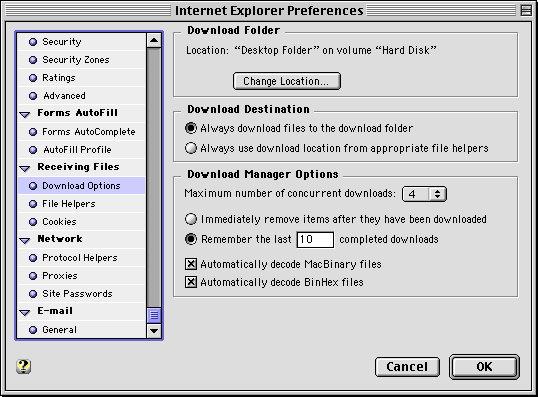 Internet Explorer Preferences
Security
Security Zones
Ratings
Advanced
Forms AutoFill
Forms AutoComplete
AutoFill Profile
Receiving Files
Download Options
File Helpers
Cookies
Network
Protocol Helpers
Proxies
Site Passwords
E-mail
General
Download Folder
Location: “Desktop Folder” on volume “Hard Disk”
Change Location...
Download Destination
Always download files to the download folder
Always use download location from appropriate file helpers
Download Manager Options
Maximum number of concurrent downloads: 4
Immediately remove items after they have been downloaded
Remember the last 10 completed downloads
Automatically decode MacBinary files
Automatically decode BinHex files
?
Cancel
OK